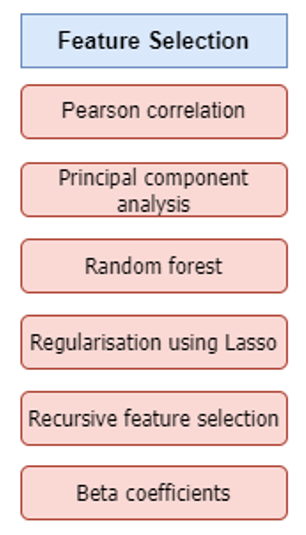 Feature Selection
Pearson correlation
Principal component
analysis
Random forest
Regularisation using Lasso
Recursive feature selection
Beta coefficients